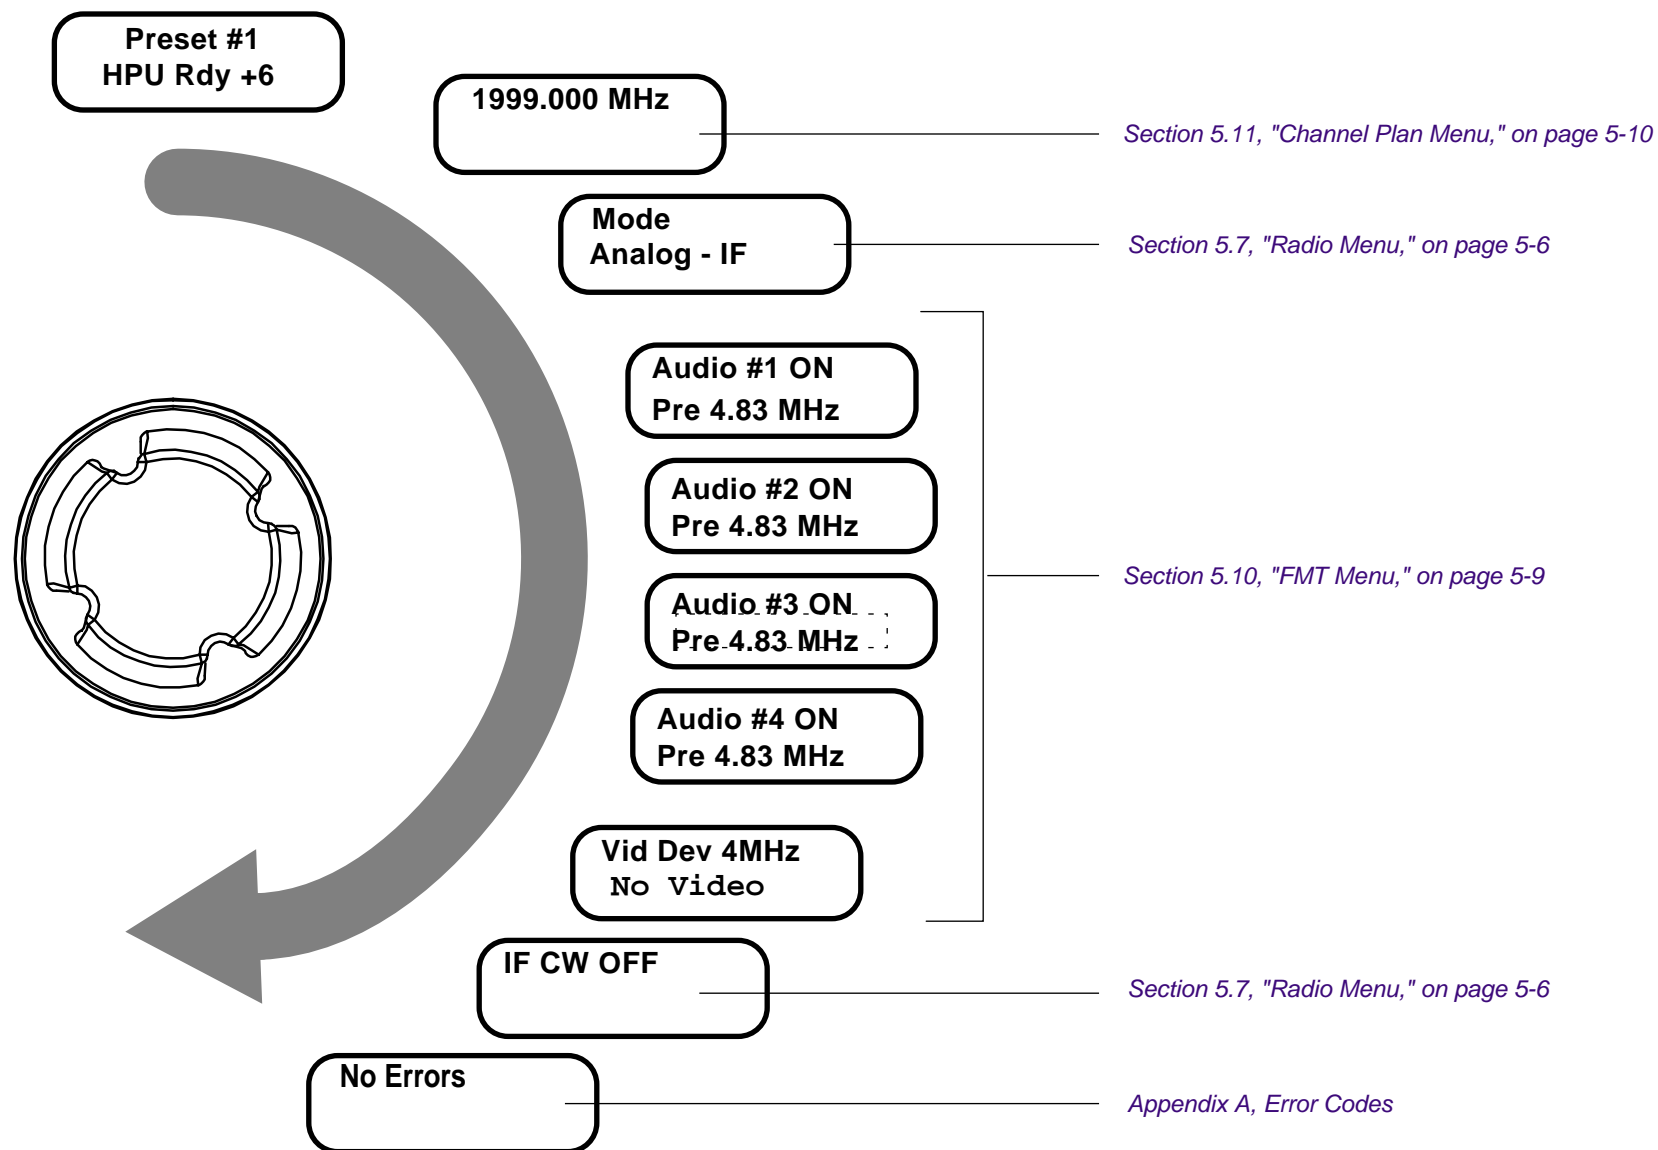 Preset #1
HPU Rdy +6
1999.000 MHz
Section 5.11, "Channel Plan Menu," on page 5-10
Mode
Analog - IF
Section 5.7, "Radio Menu," on page 5-6
Audio #1 ON
Pre 4.83 MHz
Audio #2 ON
Pre 4.83 MHz
Section 5.10, "FMT Menu," on page 5-9
Audio #3 ON
Pre 4.83 MHz
Audio #4 ON
Pre 4.83 MHz
Vid Dev 4MHz
No Video
IF CW OFF
Section 5.7, "Radio Menu," on page 5-6
No Errors
Appendix A, Error Codes